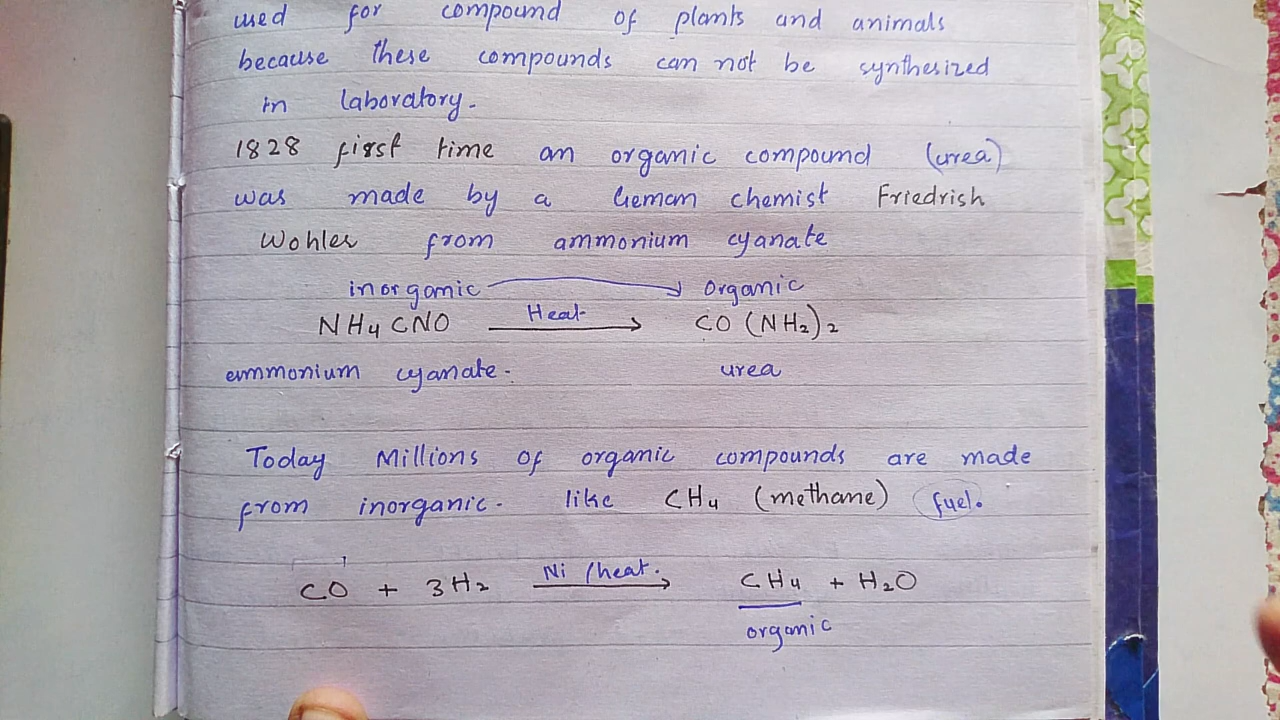 used for compound of plants and animals
because these compounds can not be synthesized
in laboratory.
1828 first time an organic compound (urea)
was made by a Geman chemist Friedrish
Wohler from ammonium cyanate
inorganic organic
NH4 CNO Heat CO (NH2)2
ammonium cyanate. urea
Today Millions of organic compounds are made
from inorganic. like CH4 (methane) fuel.
CO + 3H2 Ni /heat. CH4 + H2O
organic